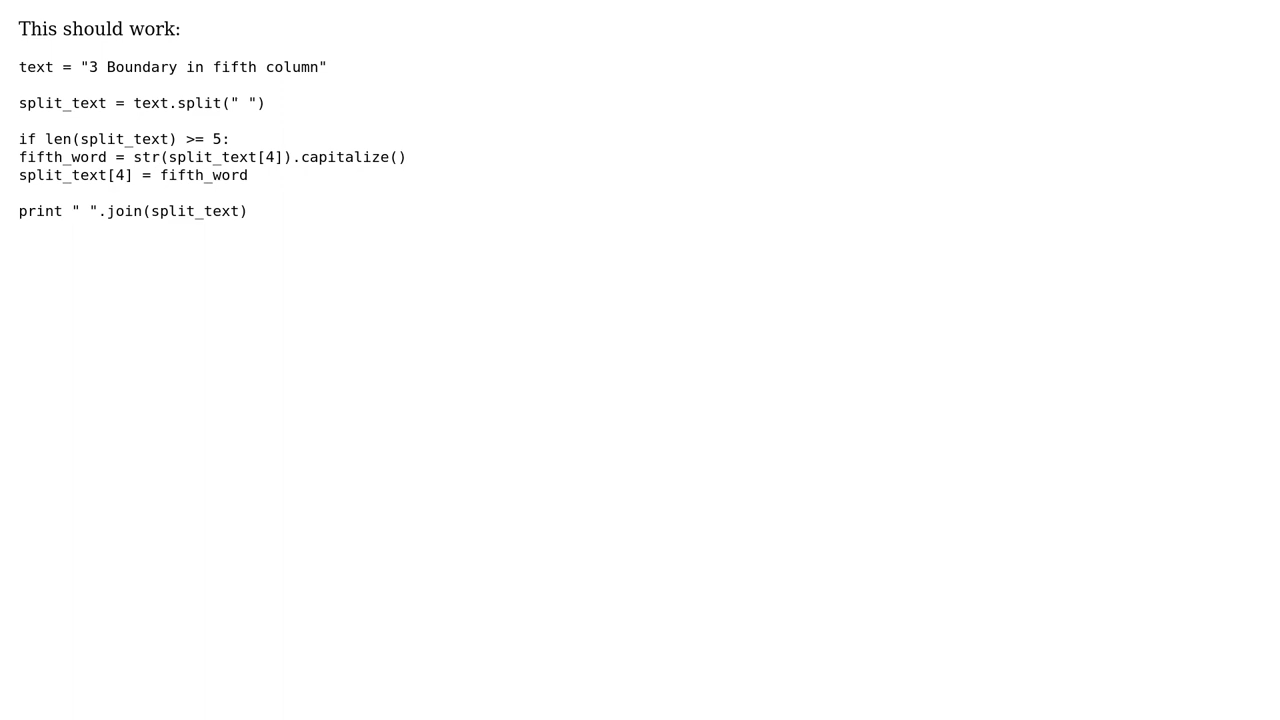 This should work:
text = "3 Boundary in fifth column"
split_text = text.split(" ")
if len(split_text) >= 5:
fifth_word = str(split_text[4]).capitalize()
split_text[4] = fifth_word
print " ".join(split_text)